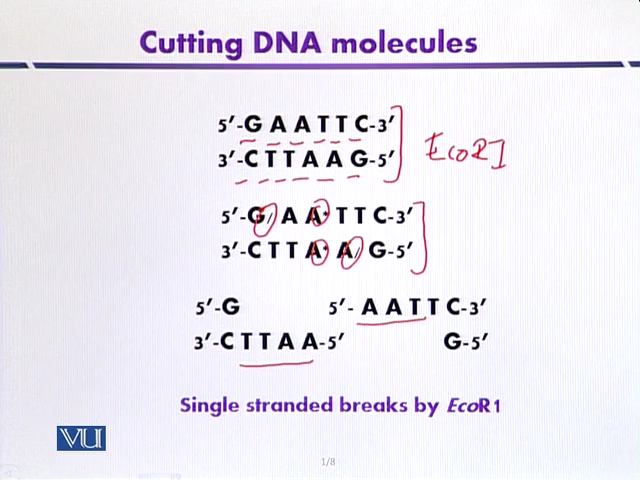 Cutting DNA molecules
5’-G A A T T C-3’
3’-C T T A A G-5’
EcoRI
5’-G/ A A* T T C-3’
3’-C T T A* A/ G-5’
5’-G 5’- A A T T C-3’
3’-C T T A A-5’ G-5’
Single stranded breaks by EcoR1
VU
1/8